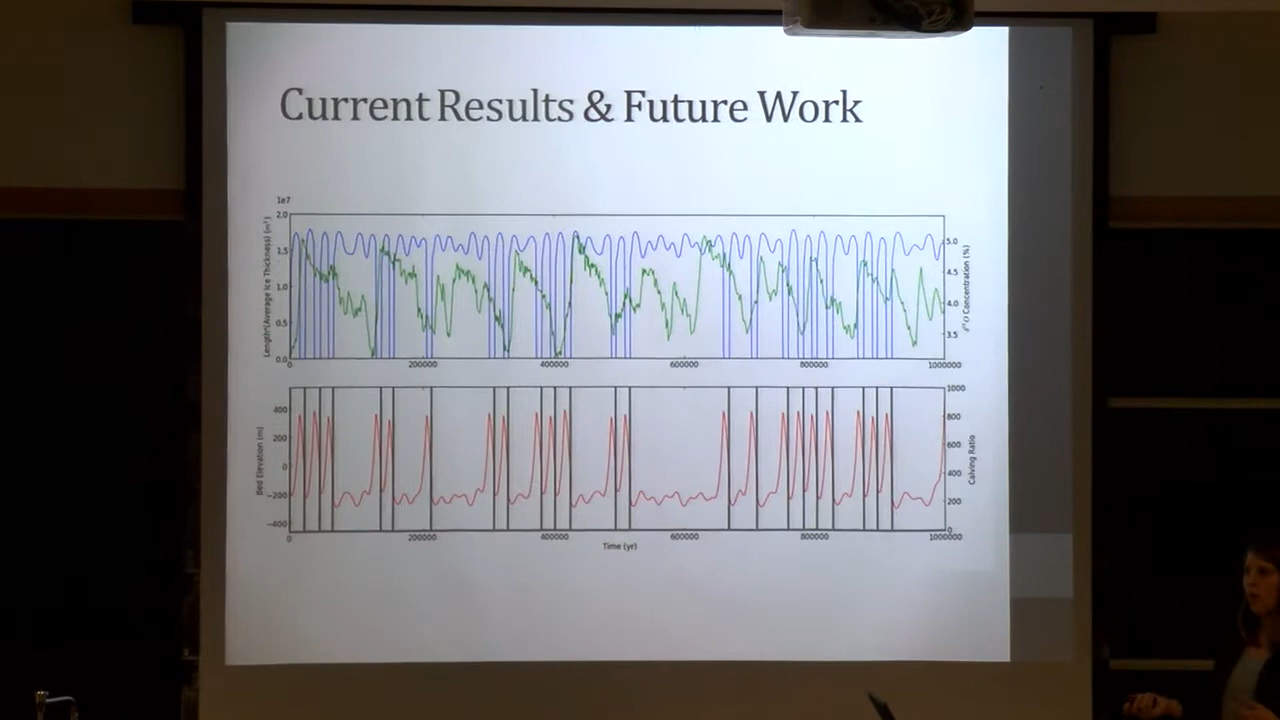 Current Results & Future Work
1e7
2.0
1.5
1.0
0.5
0.0
Length*(Average Ice Thickness) (m²)
5.0
4.5
4.0
3.5
δ¹⁸O Concentration (%)
0 200000 400000 600000 800000 1000000
400
200
0
−200
−400
Bed Elevation (m)
1000
800
600
400
200
0
Calving Ratio
0 200000 400000 600000 800000 1000000
Time (yr)